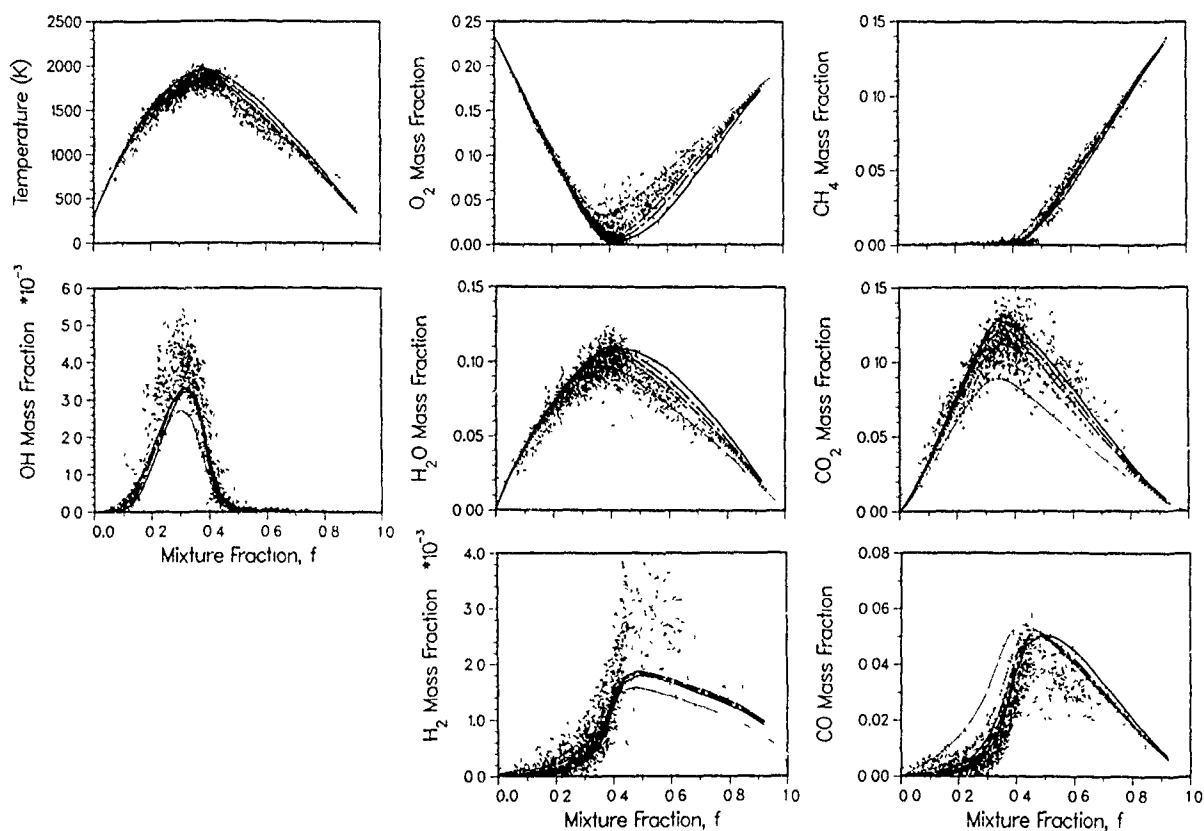 Temperature (K)
2500
2000
1500
1000
500
0
O2 Mass Fraction
0 25
0 20
0.15
0 10
0.05
0.00
CH4 Mass Fraction
0 15
0 10
0 05
0 00
OH Mass Fraction *10-3
6 0
5 0
4 0
3 0
2 0
1 0
0 0
0 0 0 2 0 4 0 6 0 8 1 0
Mixture Fraction, f
H2O Mass Fraction
0 15
0.10
0.05
0 00
CO2 Mass Fraction
0 15
0 10
0 05
0 00
H2 Mass Fraction *10-3
4.0
3 0
2 0
1.0
0 0
0.0 0 2 0 4 0 6 0 8 1 0
Mixture Fraction, f
CO Mass Fraction
0.08
0 06
0 04
0 02
0 00
0.0 0 2 0 4 0 6 0 8 1 0
Mixture Fraction, f